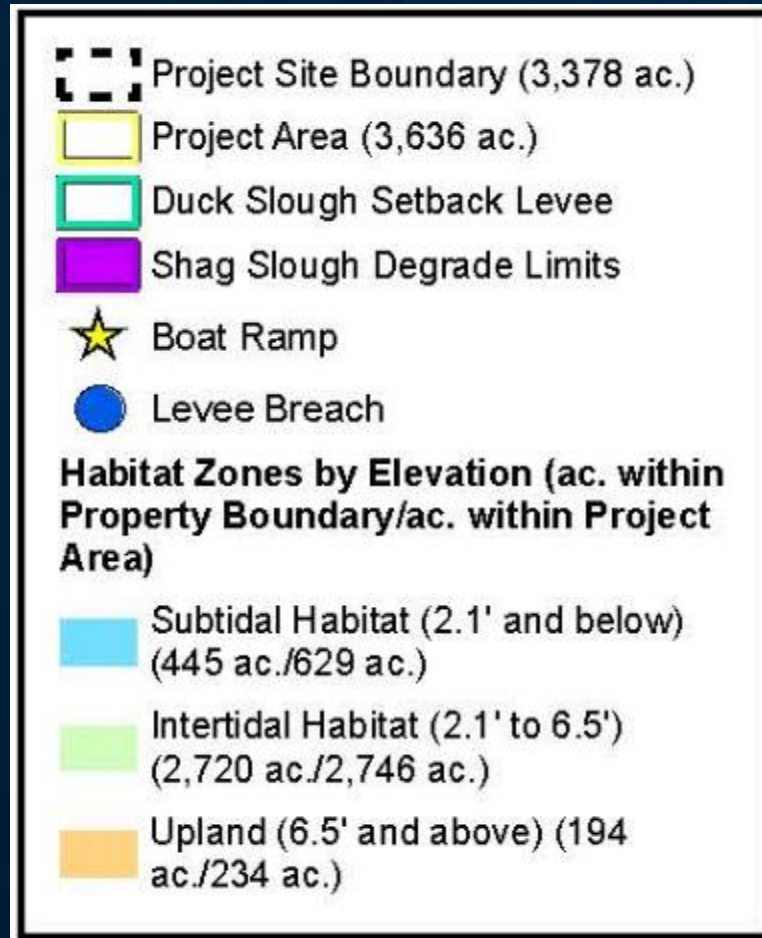 Project Site Boundary (3,378 ac.)
Project Area (3,636 ac.)
Duck Slough Setback Levee
Shag Slough Degrade Limits
Boat Ramp
Levee Breach
Habitat Zones by Elevation (ac. within
Property Boundary/ac. within Project
Area)
Subtidal Habitat (2.1' and below)
(445 ac./629 ac.)
Intertidal Habitat (2.1' to 6.5')
(2,720 ac./2,746 ac.)
Upland (6.5' and above) (194
ac./234 ac.)